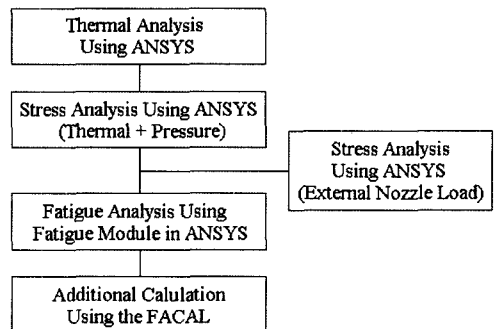 Thermal Analysis
Using ANSYS
Stress Analysis Using ANSYS
(Thermal + Pressure)
Stress Analysis
Using ANSYS
(External Nozzle Load)
Fatigue Analysis Using
Fatigue Module in ANSYS
Additional Calulation
Using the FACAL